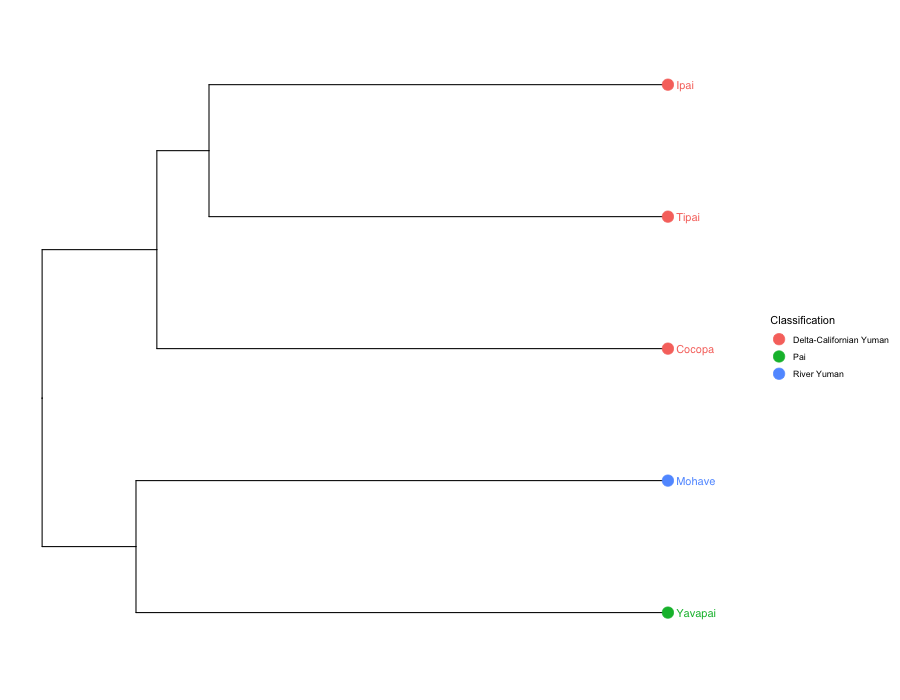 Ipai
Tipai
Cocopa
Mohave
Yavapai
Classification
Delta-Californian Yuman
Pai
River Yuman